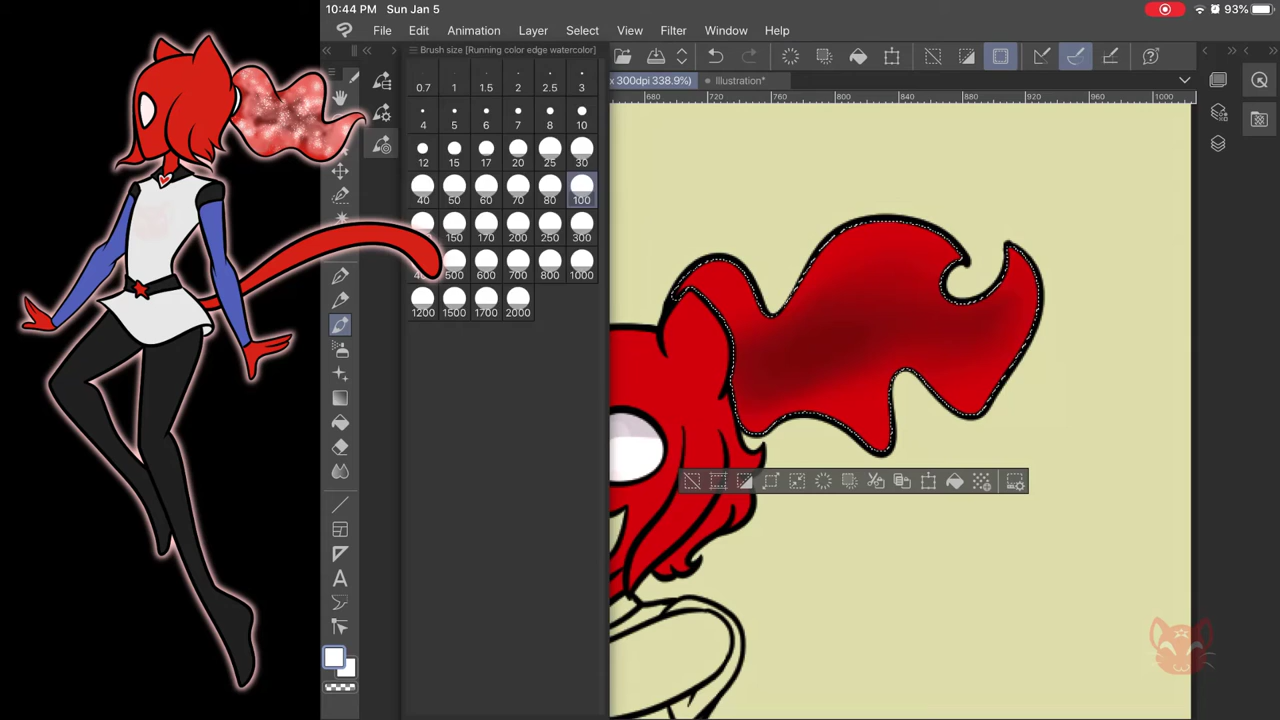 10:44 PM Sun Jan 5 93%
File Edit Animation Layer Select View Filter Window Help
Brush size [Running color edge watercolor]
x 300dpi 338.9%) Illustration*
680 720 760 800 840 880 920 960 1000
0.7 1 1.5 2 2.5 3
4 5 6 7 8 10
12 15 17 20 25 30
40 50 60 70 80 100
150 170 200 250 300
500 600 700 800 1000
1200 1500 1700 2000
A